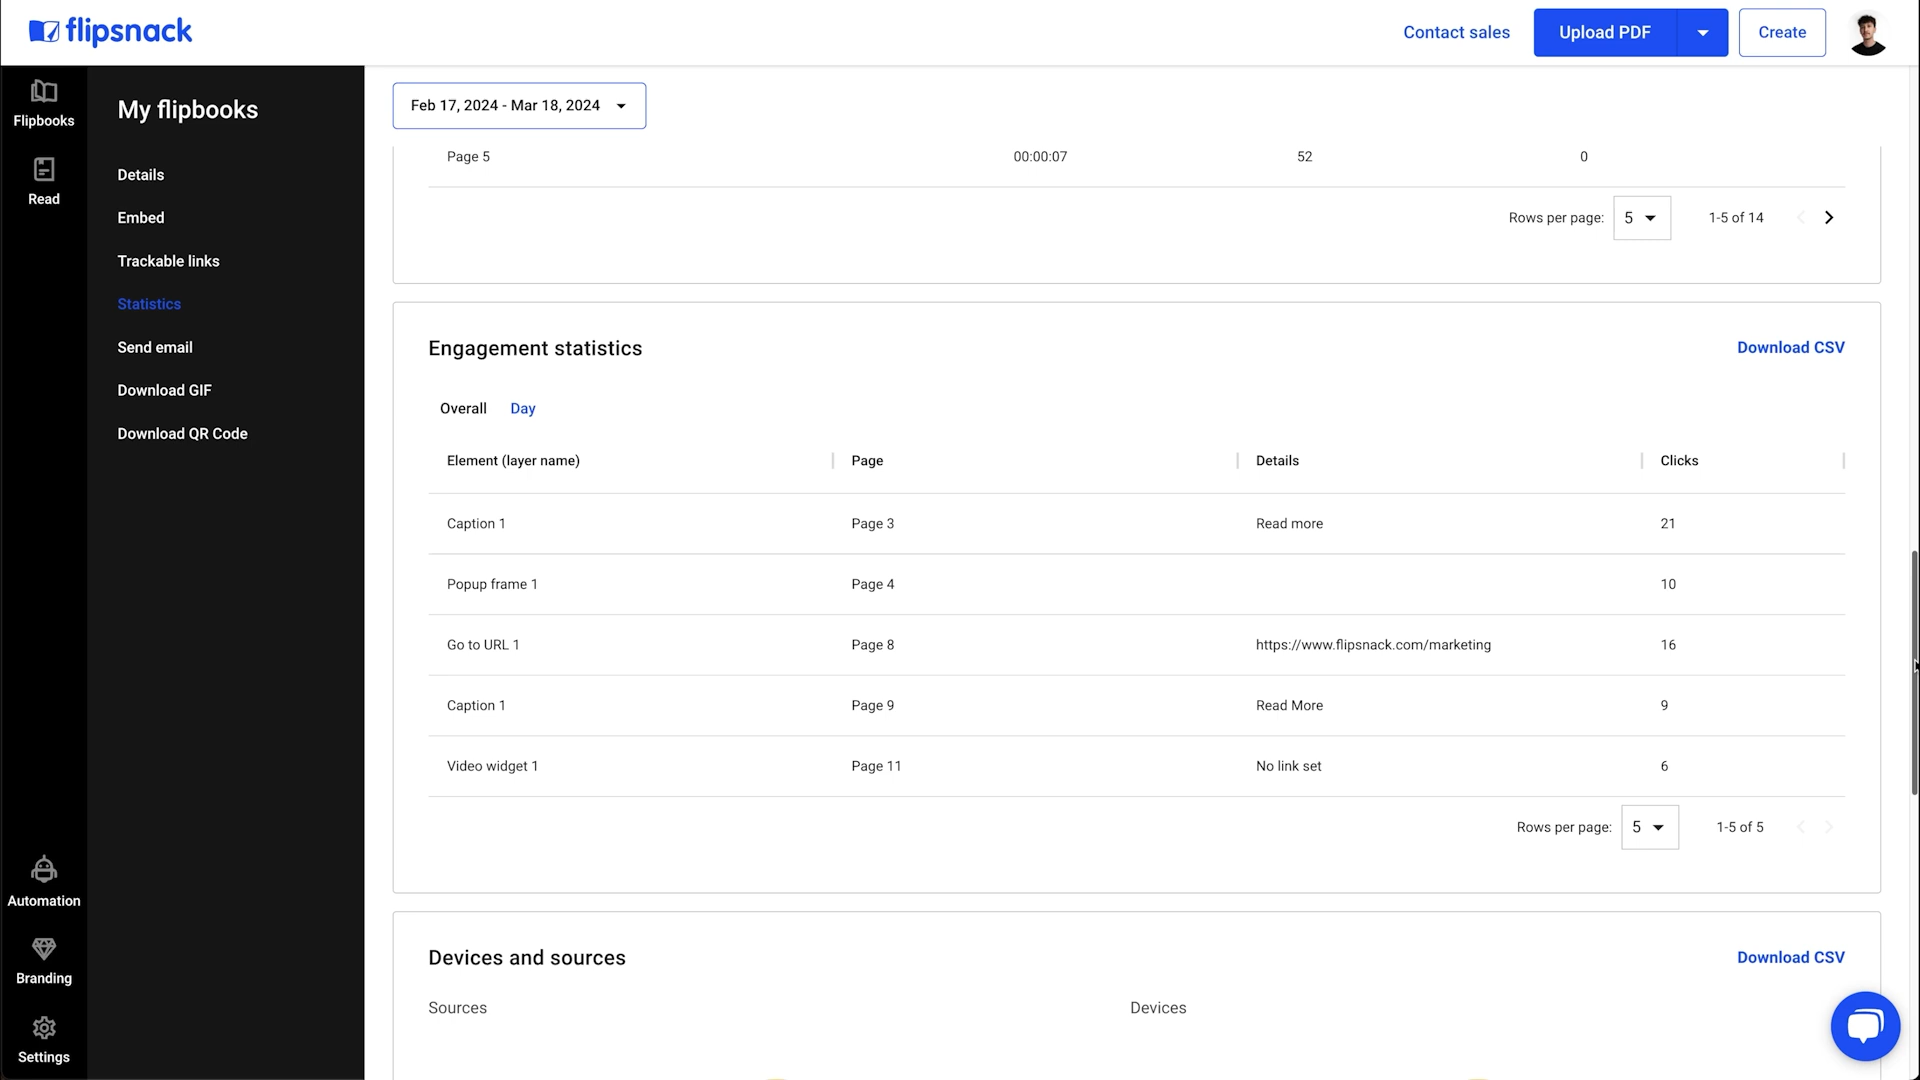 flipsnack
Contact sales
Upload PDF
Create
Flipbooks
Read
Automation
Branding
Settings
My flipbooks
Details
Embed
Trackable links
Statistics
Send email
Download GIF
Download QR Code
Feb 17, 2024 - Mar 18, 2024
Page 5 00:00:07 52 0
Rows per page: 5 1-5 of 14
Engagement statistics Download CSV
Overall Day
Element (layer name) Page Details Clicks
Caption 1 Page 3 Read more 21
Popup frame 1 Page 4 10
Go to URL 1 Page 8 https://www.flipsnack.com/marketing 16
Caption 1 Page 9 Read More 9
Video widget 1 Page 11 No link set 6
Rows per page: 5 1-5 of 5
Devices and sources Download CSV
Sources Devices